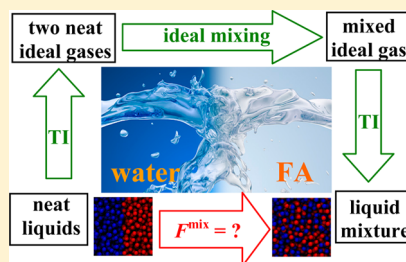 two neat
ideal gases
ideal mixing
mixed
ideal gas
TI
TI
water
FA
neat
liquids
F^mix = ?
liquid
mixture